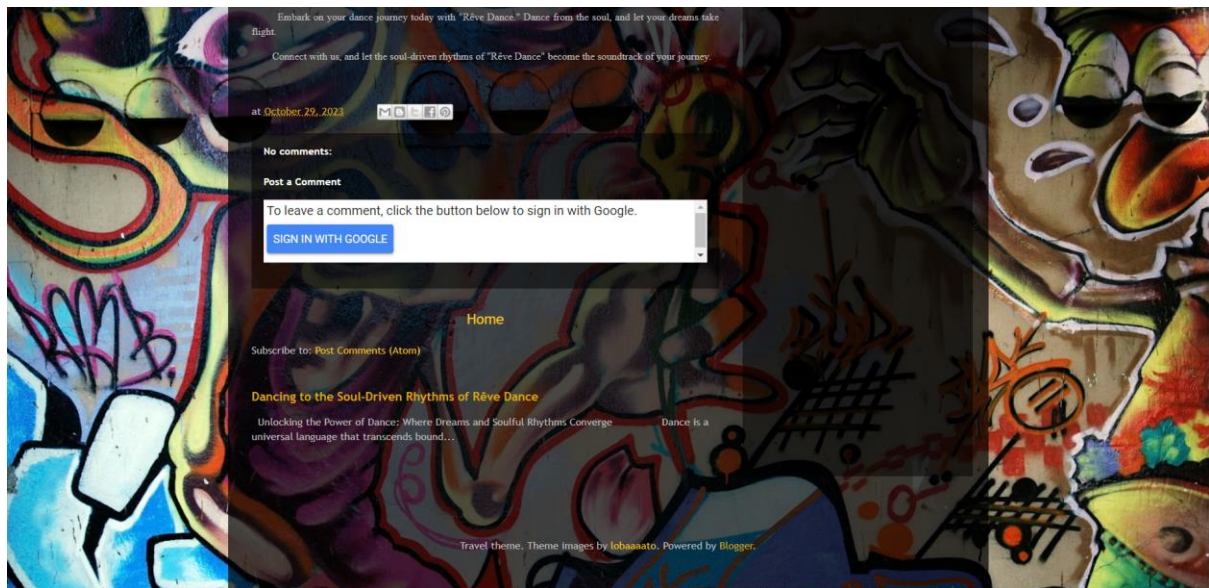 Embark on your dance journey today with "Rêve Dance." Dance from the soul, and let your dreams take
flight.
Connect with us, and let the soul-driven rhythms of "Rêve Dance" become the soundtrack of your journey.
at October 29, 2023
No comments:
Post a Comment
To leave a comment, click the button below to sign in with Google.
SIGN IN WITH GOOGLE
Home
Subscribe to: Post Comments (Atom)
Dancing to the Soul-Driven Rhythms of Rêve Dance
Unlocking the Power of Dance: Where Dreams and Soulful Rhythms Converge Dance is a
universal language that transcends bound...
Travel theme. Theme images by lobaaaato. Powered by Blogger.